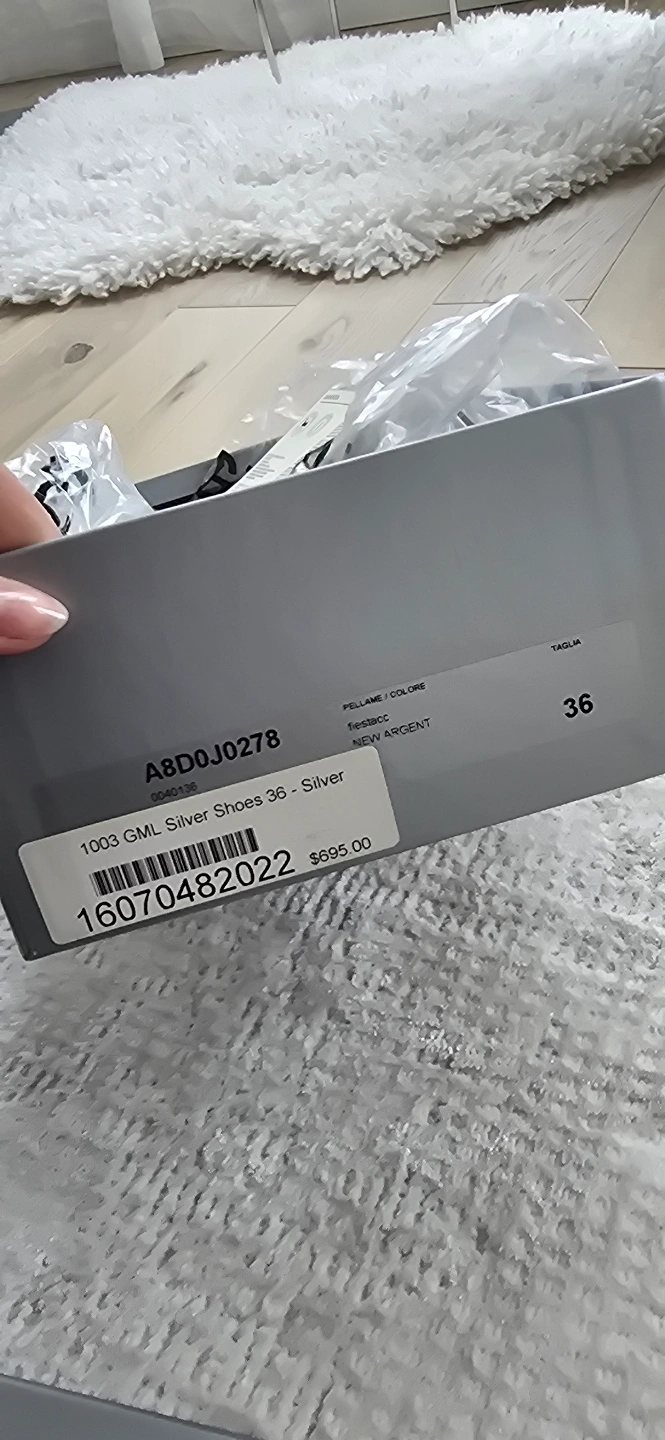 TAGLIA
PELLAME / COLORE
36
fiestacc
A8D0J0278
NEW ARGENT
0040136
1003 GML Silver Shoes 36 - Silver
16070482022 $695.00